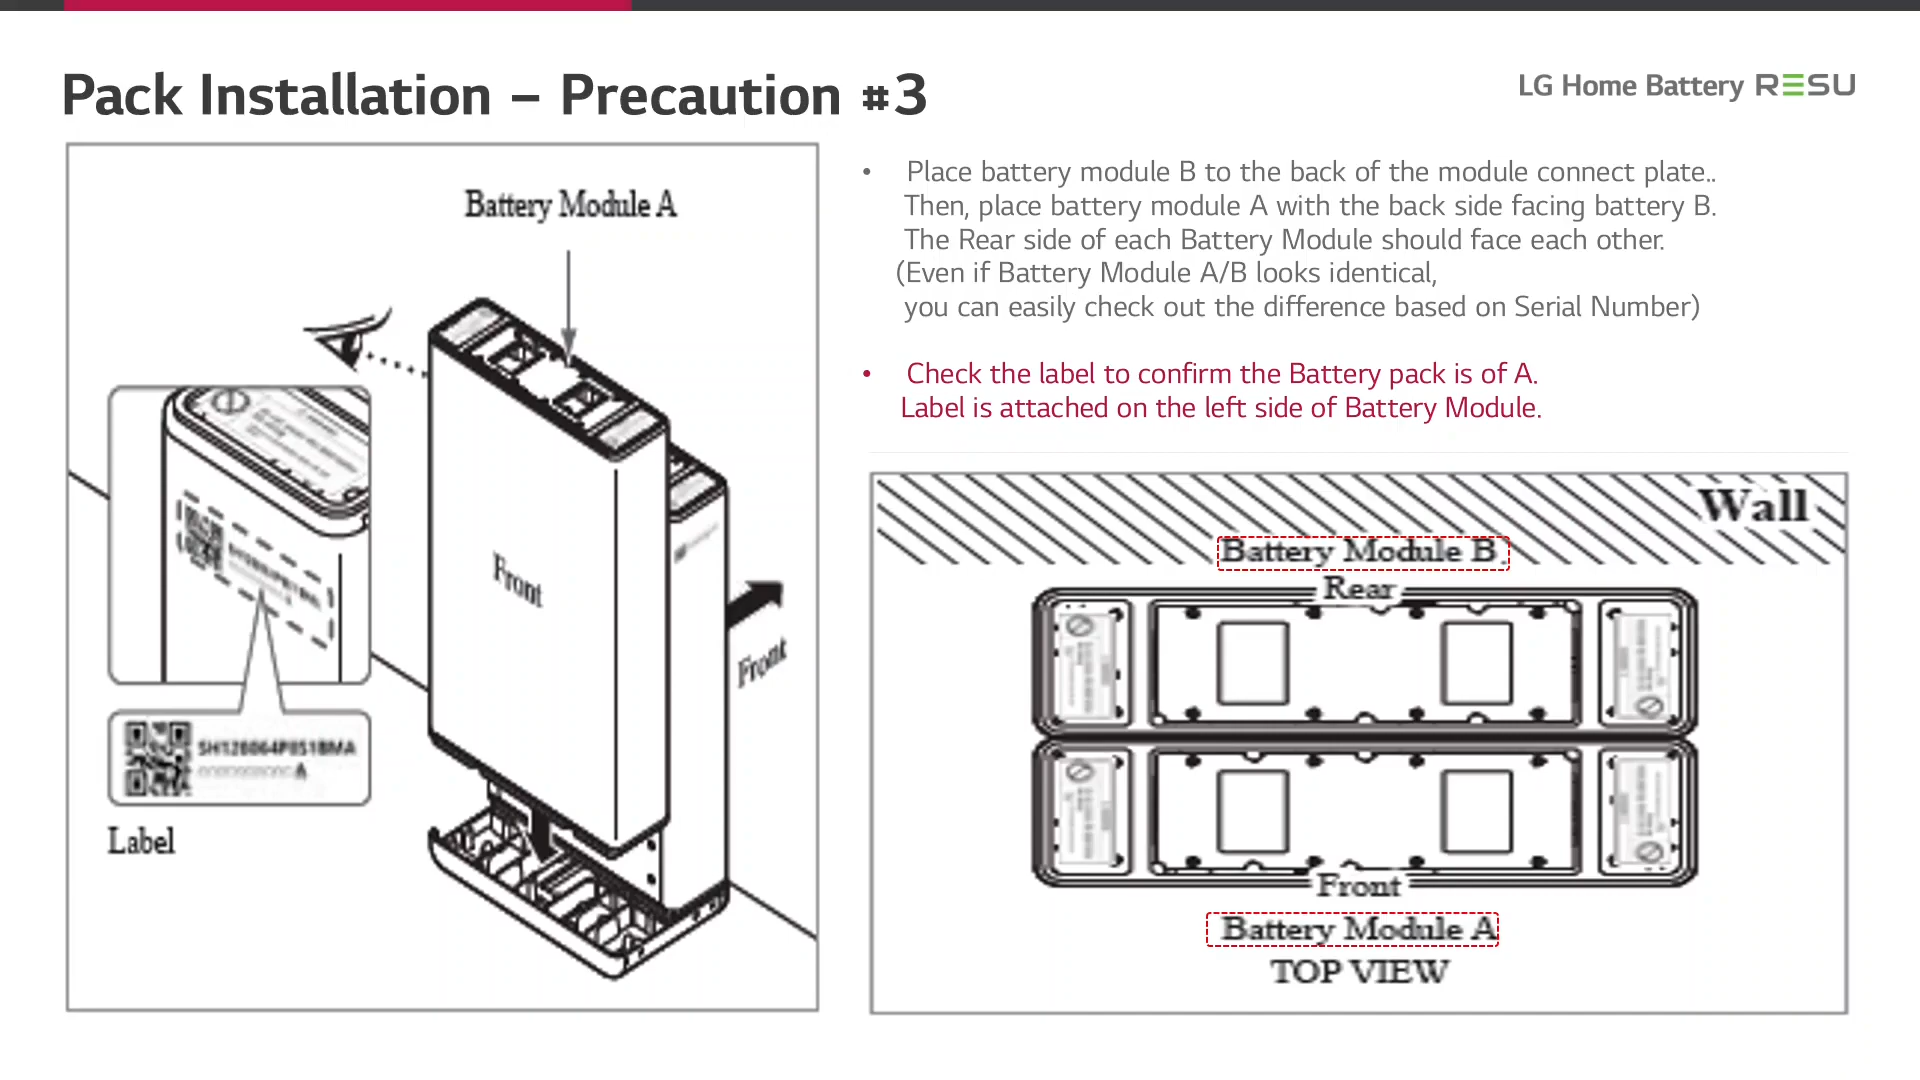 Pack Installation – Precaution #3
LG Home Battery RESU
• Place battery module B to the back of the module connect plate..
Then, place battery module A with the back side facing battery B.
The Rear side of each Battery Module should face each other.
(Even if Battery Module A/B looks identical,
you can easily check out the difference based on Serial Number)
• Check the label to confirm the Battery pack is of A.
Label is attached on the left side of Battery Module.
Battery Module A
Front
Front
A
Label
Wall
Battery Module B
Rear
Front
Battery Module A
TOP VIEW